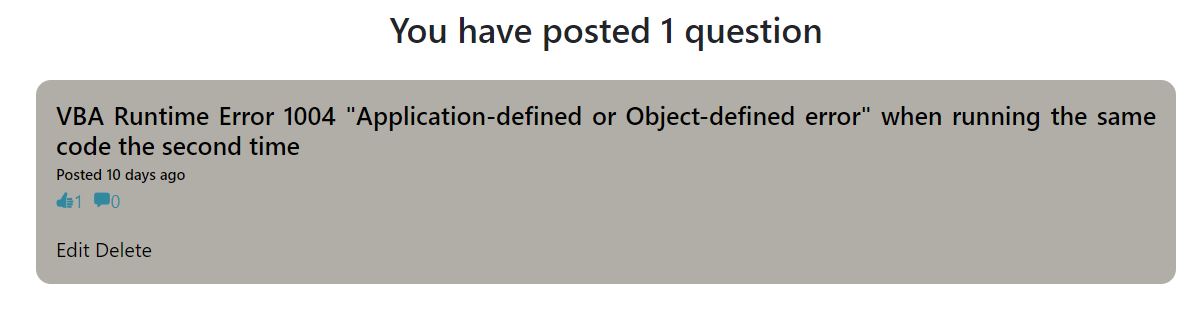 You have posted 1 question
VBA Runtime Error 1004 "Application-defined or Object-defined error" when running the same
code the second time
Posted 10 days ago
1 0
Edit Delete